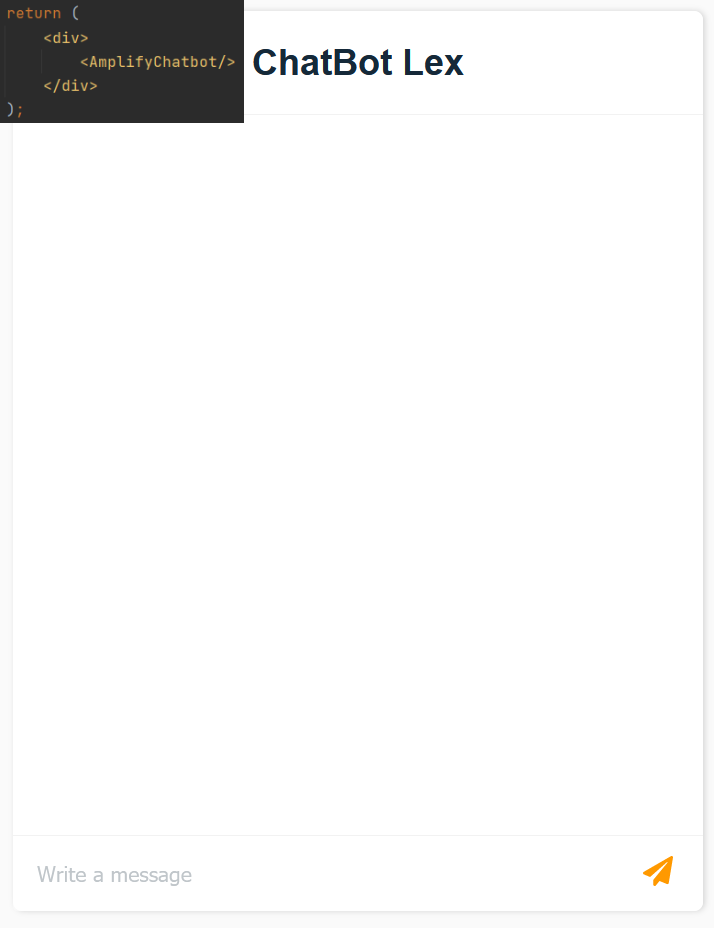 return (
<div>
<AmplifyChatbot/>
</div>
);
ChatBot Lex
Write a message